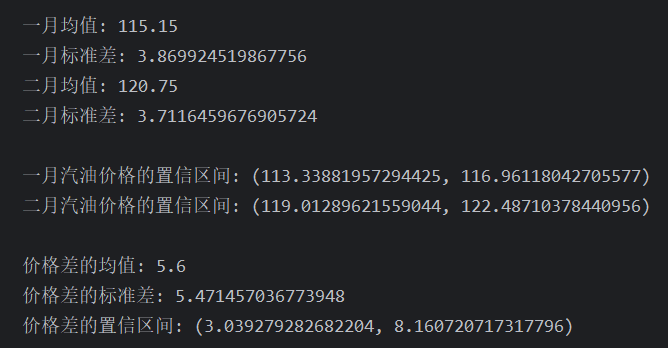 一月均值: 115.15
一月标准差: 3.869924519867756
二月均值: 120.75
二月标准差: 3.7116459676905724
一月汽油价格的置信区间: (113.33881957294425, 116.96118042705577)
二月汽油价格的置信区间: (119.01289621559044, 122.48710378440956)
价格差的均值: 5.6
价格差的标准差: 5.471457036773948
价格差的置信区间: (3.039279282682204, 8.160720717317796)